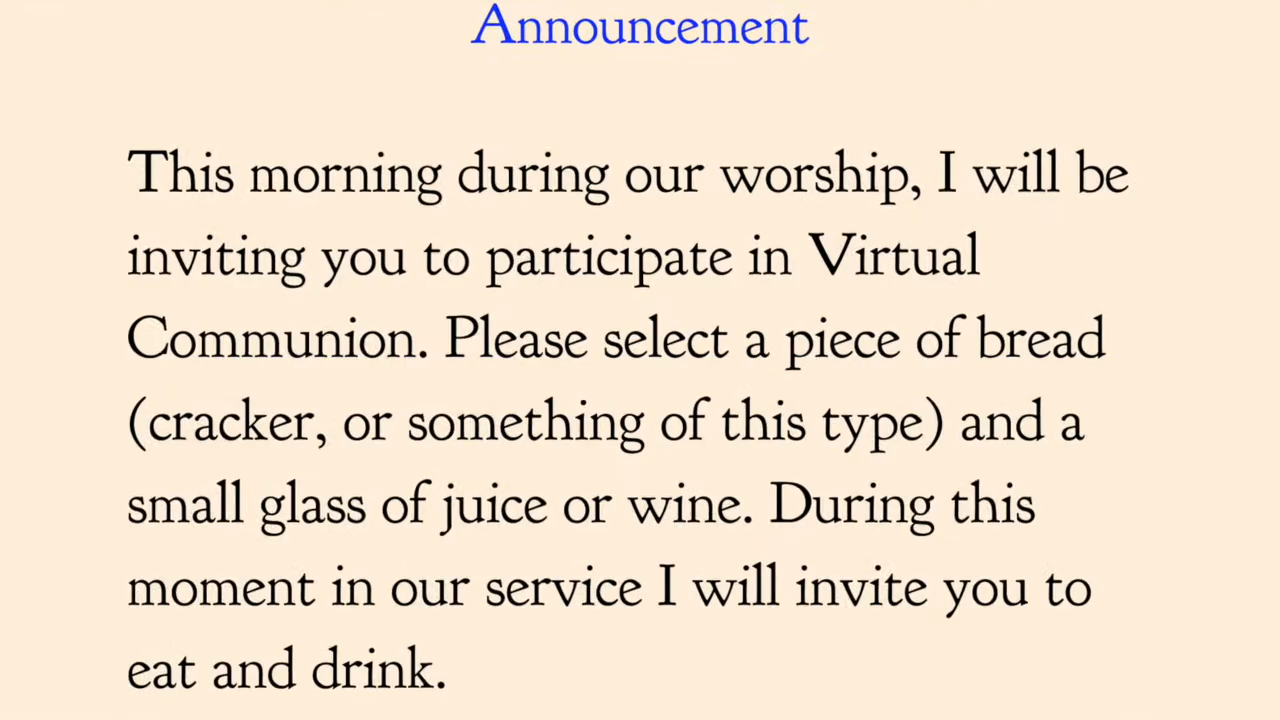 Announcement
This morning during our worship, I will be
inviting you to participate in Virtual
Communion. Please select a piece of bread
(cracker, or something of this type) and a
small glass of juice or wine. During this
moment in our service I will invite you to
eat and drink.